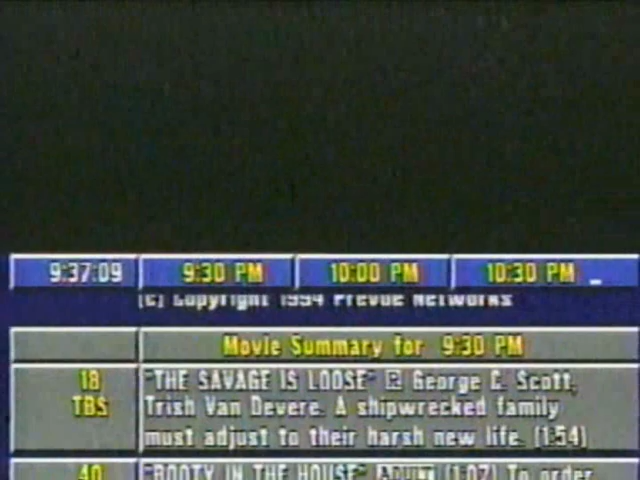 9:37:09 9:30 PM 10:00 PM 10:30 PM
(c) Copyright 1994 Prevue Networks
Movie Summary for 9:30 PM
18 "THE SAVAGE IS LOOSE" R George C. Scott,
TBS Trish Van Devere. A shipwrecked family
must adjust to their harsh new life. (1:54)
40 "BOOTY IN THE HOUSE" ADULT (1:07) To order